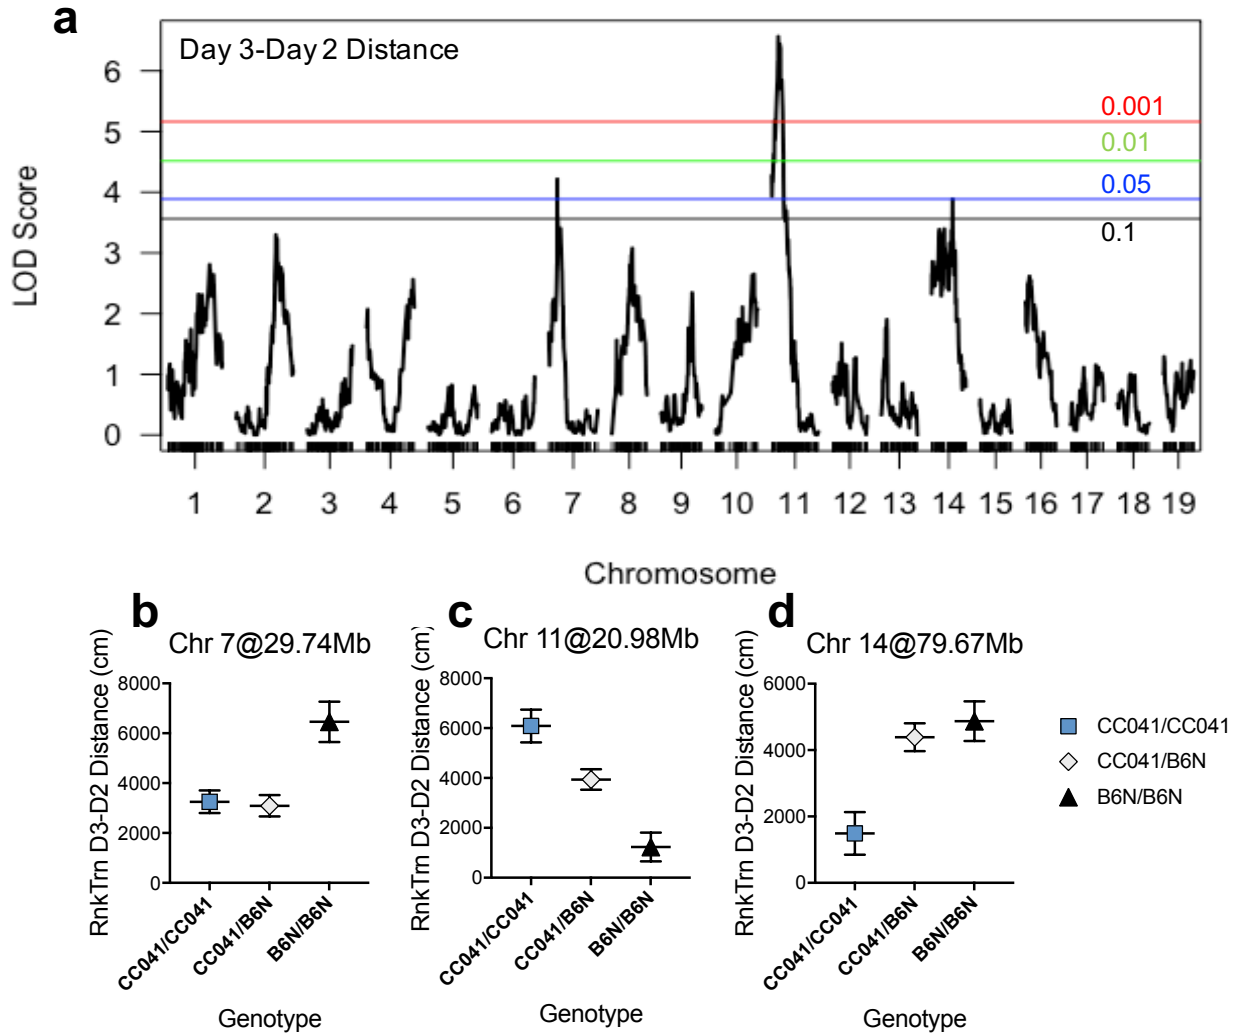 a
Day 3-Day 2 Distance
LOD Score
6
5
4
3
2
1
0
0.001
0.01
0.05
0.1
1 2 3 4 5 6 7 8 9 10 11 12 13 14 15 16 17 18 19
Chromosome
b
Chr 7@29.74Mb
RnkTrn D3-D2 Distance (cm)
8000
6000
4000
2000
0
CC041/CC041
CC041/B6N
B6N/B6N
Genotype
c
Chr 11@20.98Mb
RnkTrn D3-D2 Distance (cm)
8000
6000
4000
2000
0
CC041/CC041
CC041/B6N
B6N/B6N
Genotype
d
Chr 14@79.67Mb
RnkTrn D3-D2 Distance (cm)
6000
4000
2000
0
CC041/CC041
CC041/B6N
B6N/B6N
Genotype
CC041/CC041
CC041/B6N
B6N/B6N